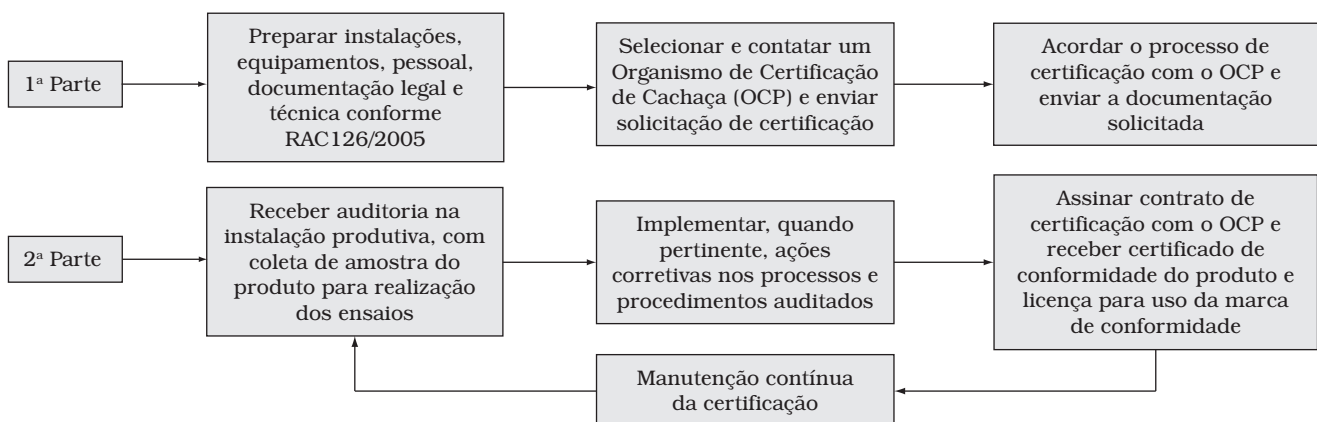 1ª Parte
Preparar instalações,
equipamentos, pessoal,
documentação legal e
técnica conforme
RAC126/2005
Selecionar e contatar um
Organismo de Certificação
de Cachaça (OCP) e enviar
solicitação de certificação
Acordar o processo de
certificação com o OCP e
enviar a documentação
solicitada
2ª Parte
Receber auditoria na
instalação produtiva, com
coleta de amostra do
produto para realização
dos ensaios
Implementar, quando
pertinente, ações
corretivas nos processos e
procedimentos auditados
Assinar contrato de
certificação com o OCP e
receber certificado de
conformidade do produto e
licença para uso da marca
de conformidade
Manutenção contínua
da certificação